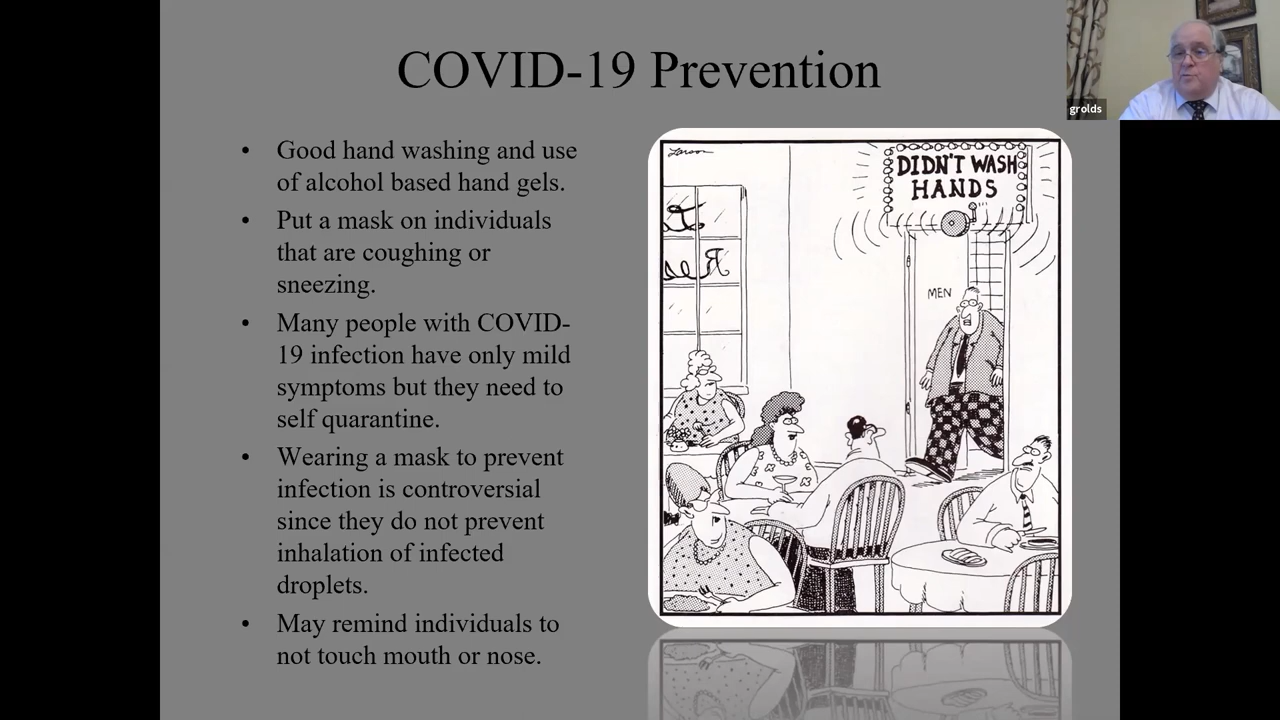 COVID-19 Prevention
grolds
• Good hand washing and use
of alcohol based hand gels.
• Put a mask on individuals
that are coughing or
sneezing.
• Many people with COVID-
19 infection have only mild
symptoms but they need to
self quarantine.
• Wearing a mask to prevent
infection is controversial
since they do not prevent
inhalation of infected
droplets.
• May remind individuals to
not touch mouth or nose.
Larson
DIDN'T WASH
HANDS
MEN